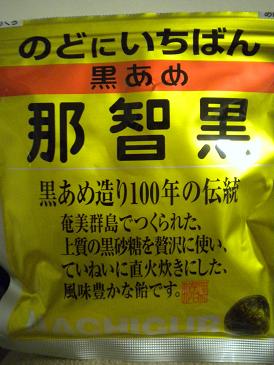 のどにいちばん
黒あめ
那智黒
黒あめ造り100年の伝統
奄美群島でつくられた、
上質の黒砂糖を贅沢に使い、
ていねいに直火炊きにした、
風味豊かな飴です。
NACHIGURO